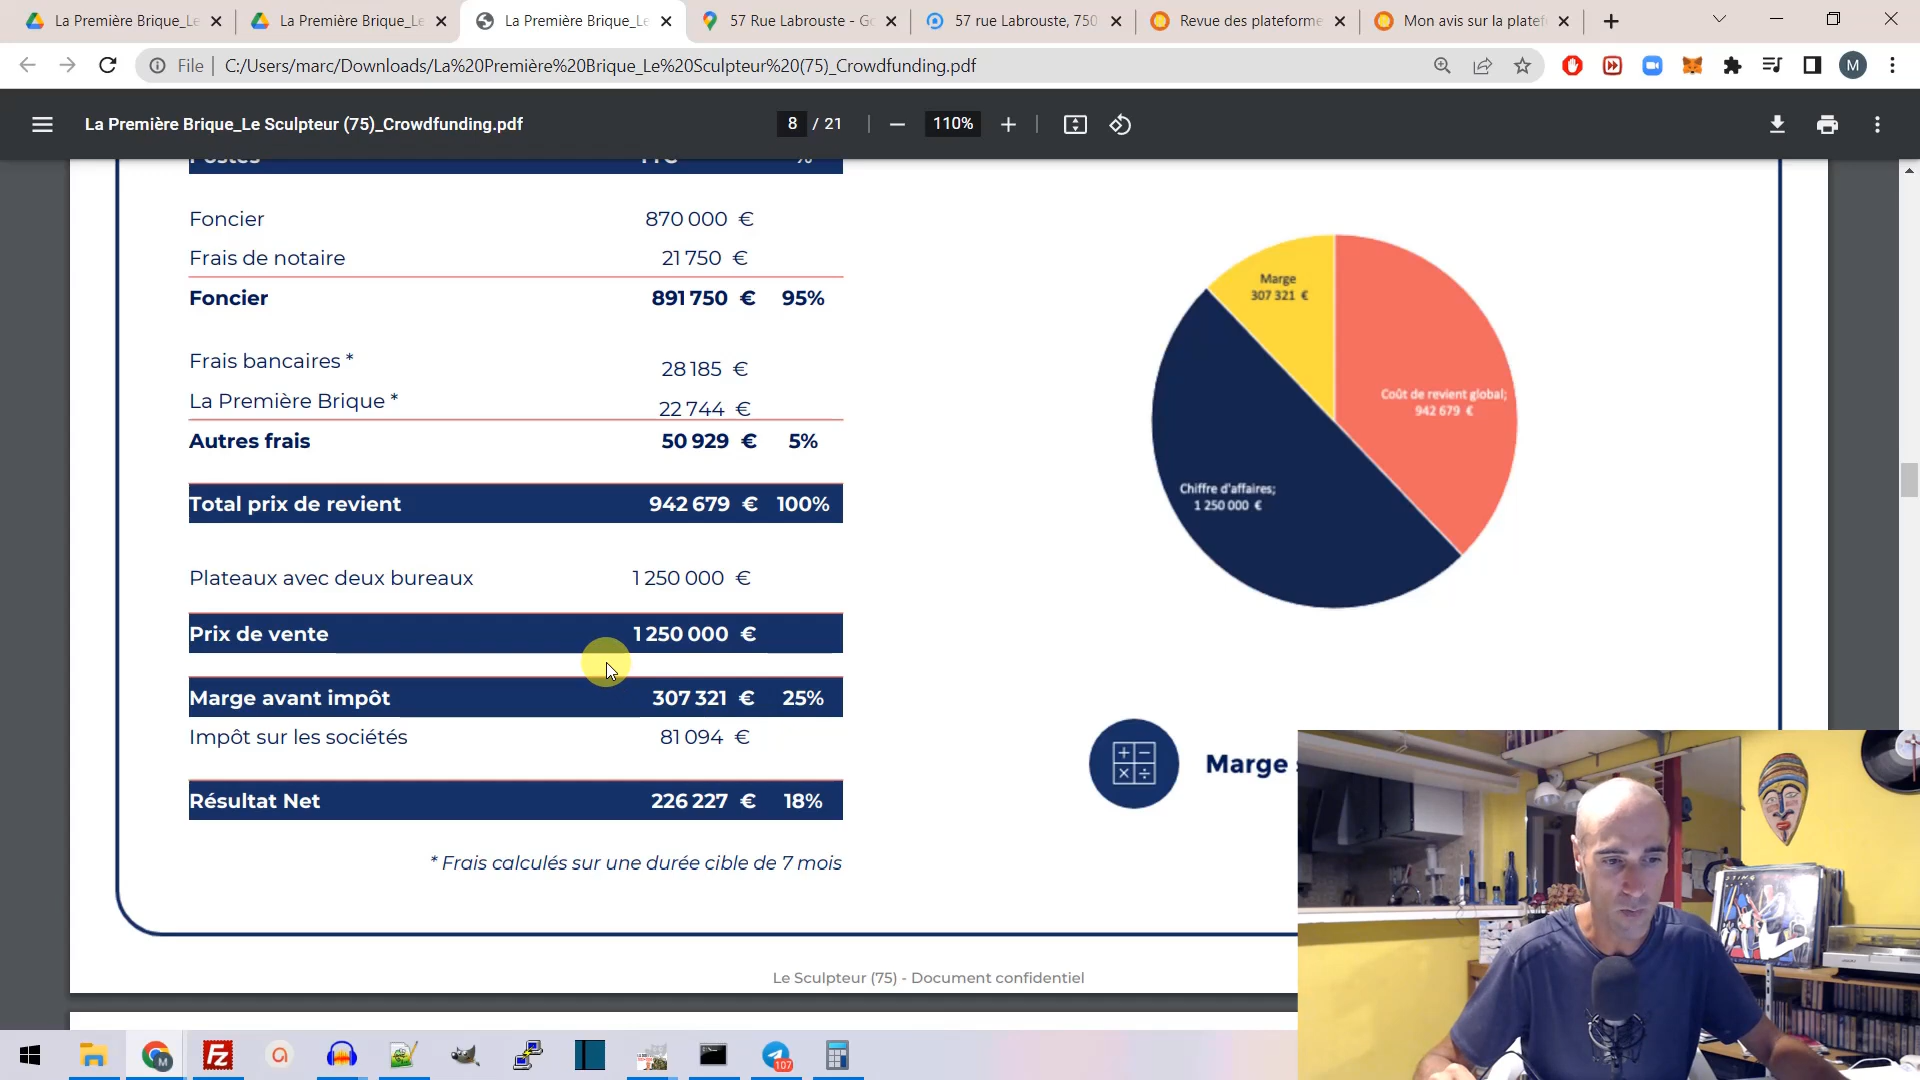 La Première Brique_Le
La Première Brique_Le
La Première Brique_Le
57 Rue Labrouste - Go
57 rue Labrouste, 750
Revue des plateforme
Mon avis sur la platef
File
C:/Users/marc/Downloads/La%20Première%20Brique_Le%20Sculpteur%20(75)_Crowdfunding.pdf
M
La Première Brique_Le Sculpteur (75)_Crowdfunding.pdf
8 / 21
110%
Postes TTC %
Foncier 870 000 €
Frais de notaire 21 750 €
Foncier 891 750 € 95%
Frais bancaires * 28 185 €
La Première Brique * 22 744 €
Autres frais 50 929 € 5%
Total prix de revient 942 679 € 100%
Plateaux avec deux bureaux 1 250 000 €
Prix de vente 1 250 000 €
Marge avant impôt 307 321 € 25%
Impôt sur les sociétés 81 094 €
Résultat Net 226 227 € 18%
* Frais calculés sur une durée cible de 7 mois
Marge
307 321 €
Coût de revient global;
942 679 €
Chiffre d'affaires;
1 250 000 €
Marge
Le Sculpteur (75) - Document confidentiel
STING
M
107